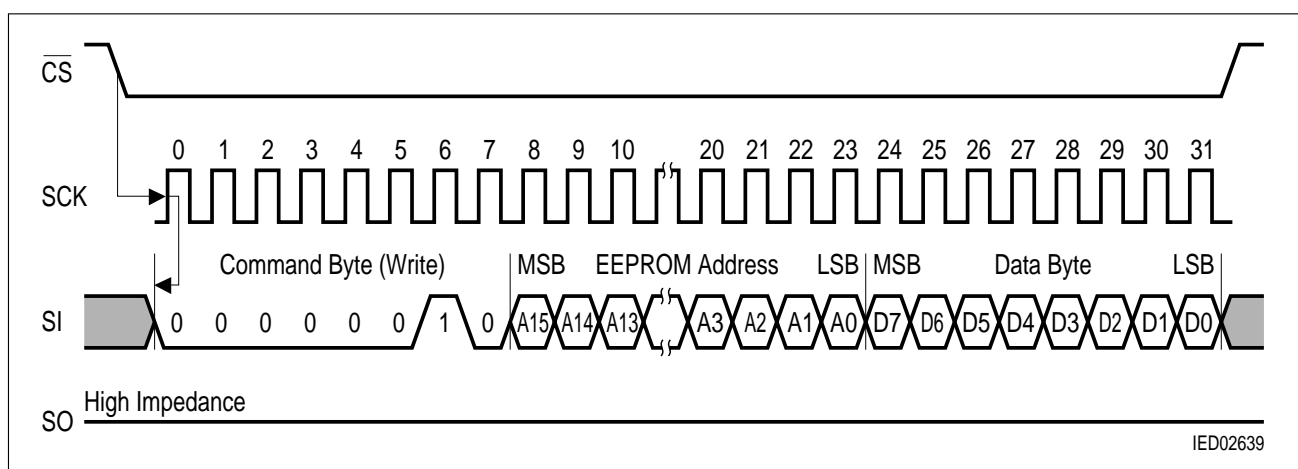 CS
0 1 2 3 4 5 6 7 8 9 10 20 21 22 23 24 25 26 27 28 29 30 31
SCK
Command Byte (Write) MSB EEPROM Address LSB MSB Data Byte LSB
SI 0 0 0 0 0 0 1 0 A15 A14 A13 A3 A2 A1 A0 D7 D6 D5 D4 D3 D2 D1 D0
High Impedance
SO
IED02639